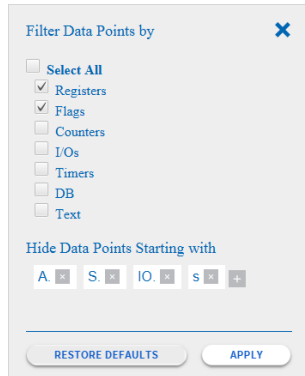 Filter Data Points by
Select All
Registers
Flags
Counters
I/Os
Timers
DB
Text
Hide Data Points Starting with
A. S. IO. s
RESTORE DEFAULTS APPLY